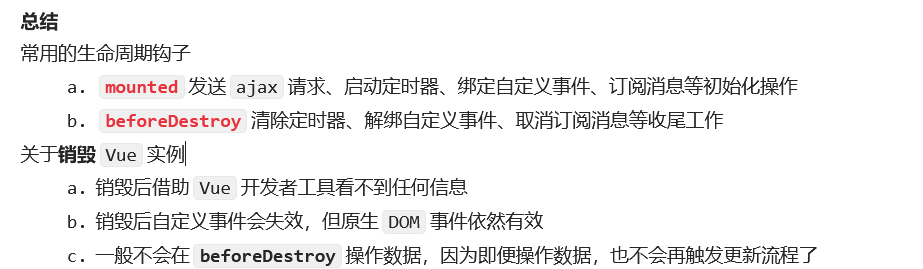 总结
常用的生命周期钩子
a. mounted 发送 ajax 请求、启动定时器、绑定自定义事件、订阅消息等初始化操作
b. beforeDestroy 清除定时器、解绑自定义事件、取消订阅消息等收尾工作
关于销毁 Vue 实例
a. 销毁后借助 Vue 开发者工具看不到任何信息
b. 销毁后自定义事件会失效，但原生 DOM 事件依然有效
c. 一般不会在 beforeDestroy 操作数据，因为即便操作数据，也不会再触发更新流程了